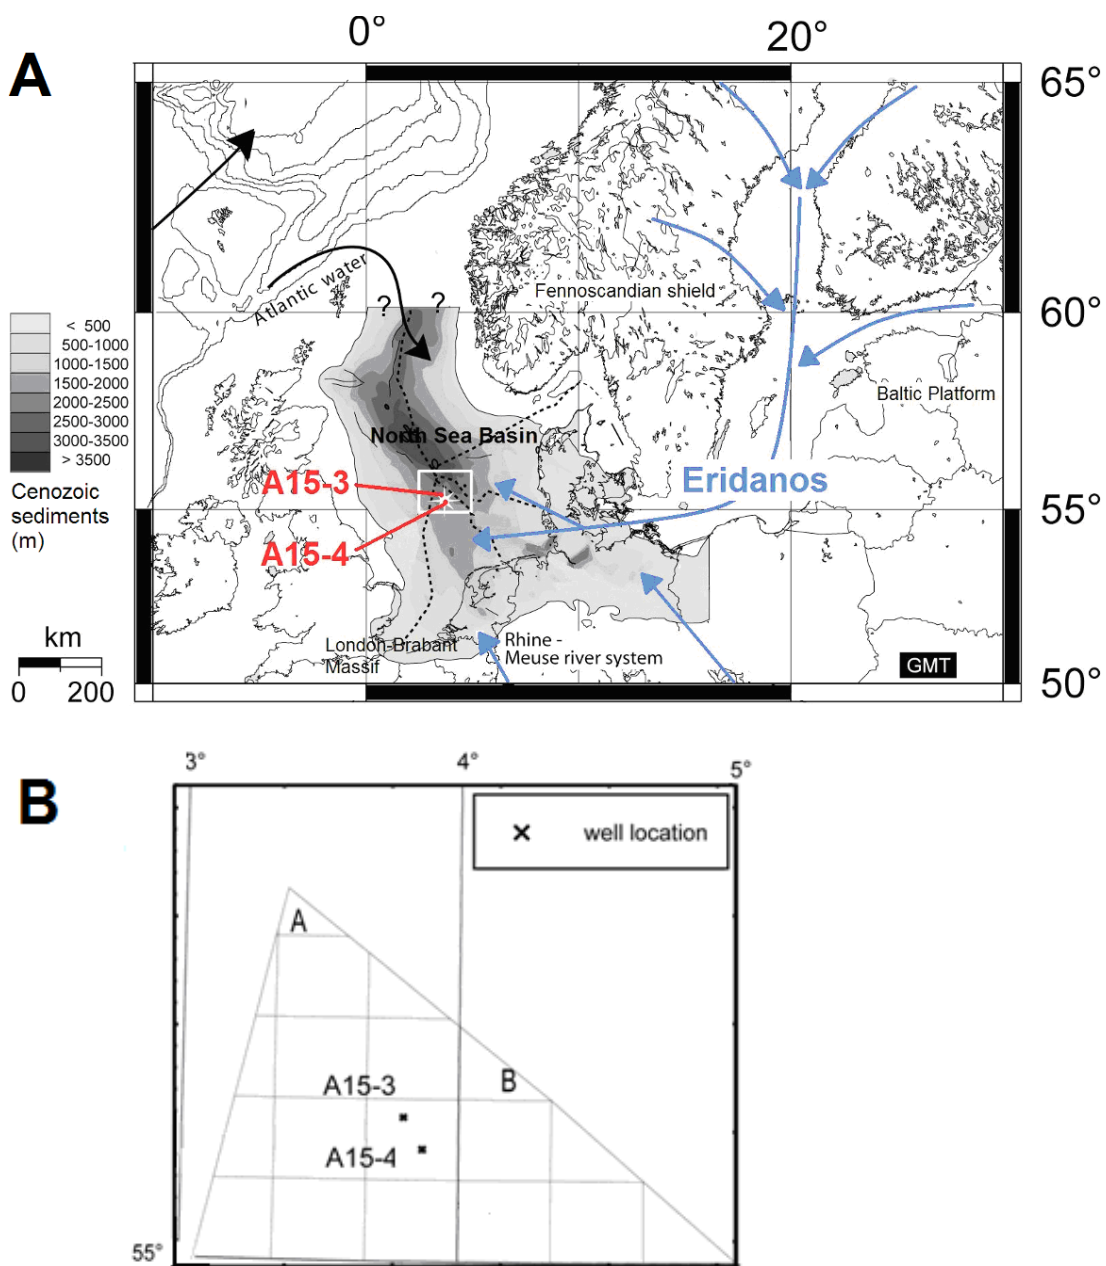 0°
20°
A
65°
Atlantic water
?
?
Fennoscandian shield
60°
< 500
500-1000
1000-1500
1500-2000
2000-2500
2500-3000
3000-3500
> 3500
Cenozoic
sediments
(m)
Baltic Platform
North Sea Basin
A15-3
Eridanos
55°
A15-4
km
0 200
London-Brabant
Massif
Rhine -
Meuse river system
GMT
50°
B
3°
4°
5°
well location
A
A15-3
B
A15-4
55°